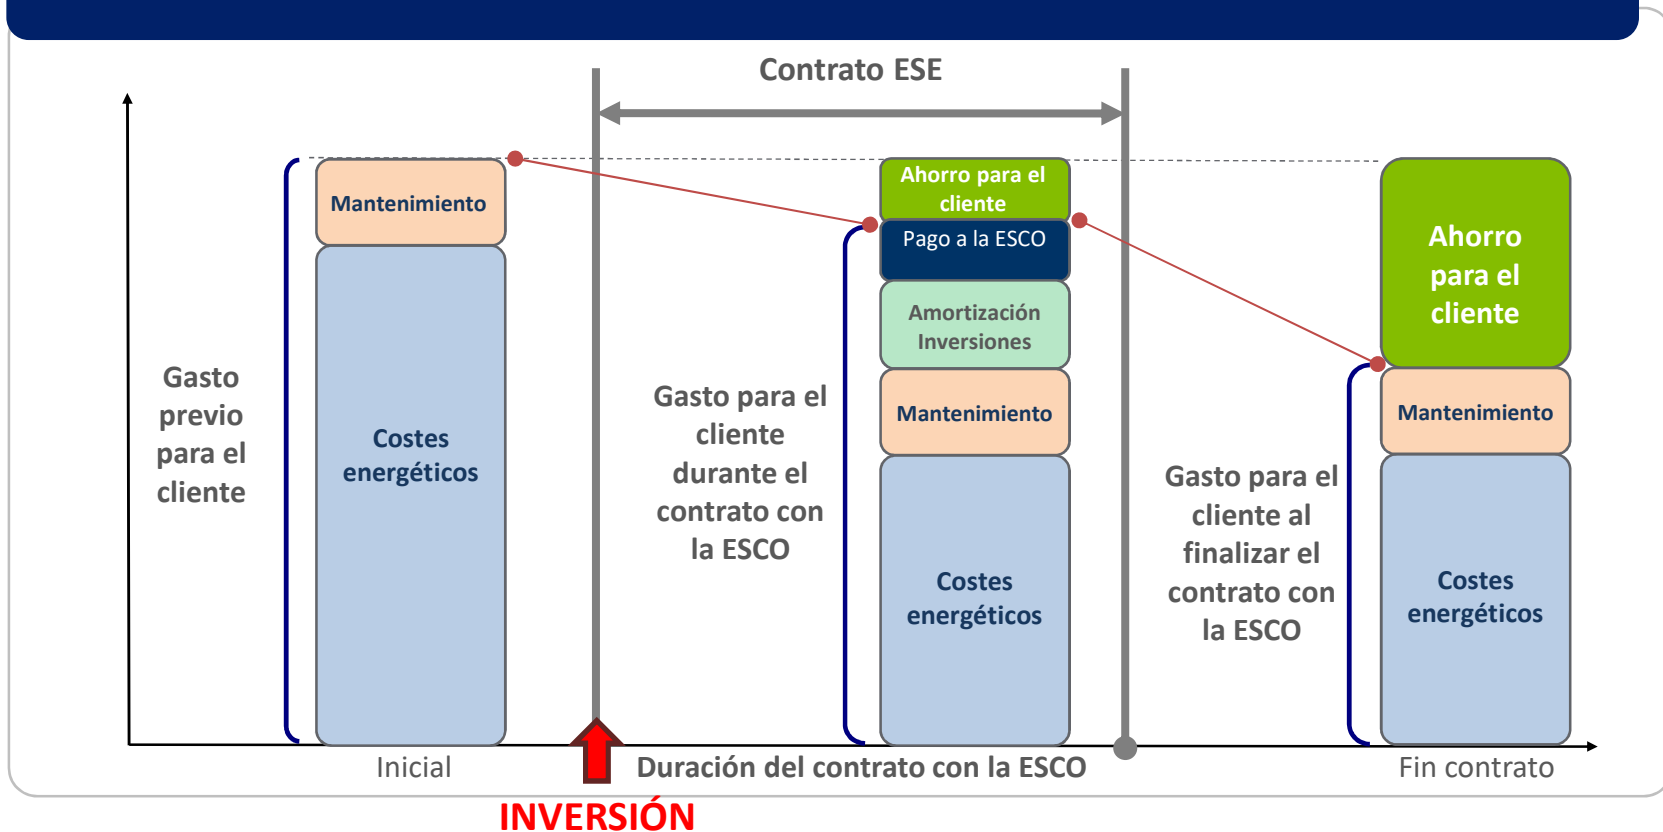 Contrato ESE
Mantenimiento
Costes
energéticos
Gasto
previo
para el
cliente
Inicial
INVERSIÓN
Ahorro para el
cliente
Pago a la ESCO
Amortización
Inversiones
Mantenimiento
Costes
energéticos
Gasto para el
cliente
durante el
contrato con
la ESCO
Duración del contrato con la ESCO
Ahorro
para el
cliente
Mantenimiento
Costes
energéticos
Gasto para el
cliente al
finalizar el
contrato con
la ESCO
Fin contrato